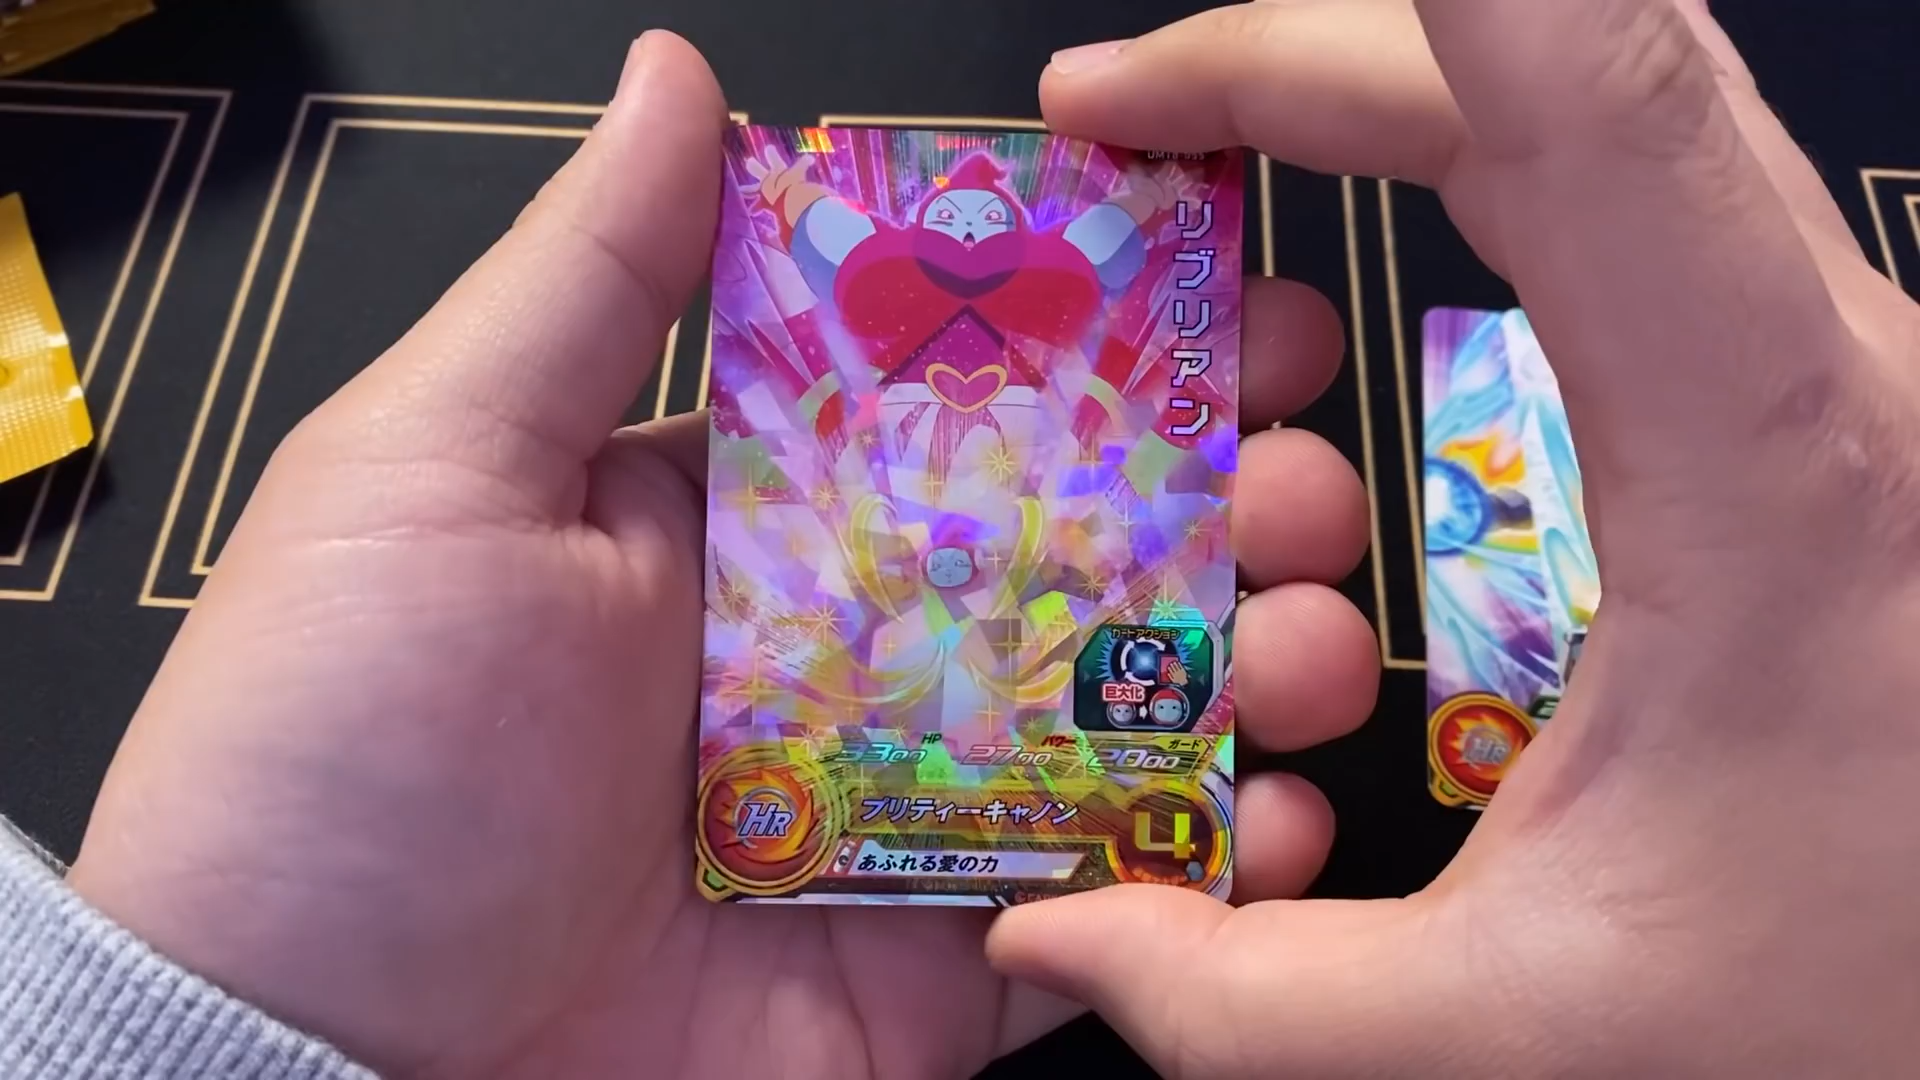 リブリアン
カードアクション
巨大化
HP
3300
パワー
2700
ガード
2000
HR
プリティーキャノン
4
あふれる愛の力
HR